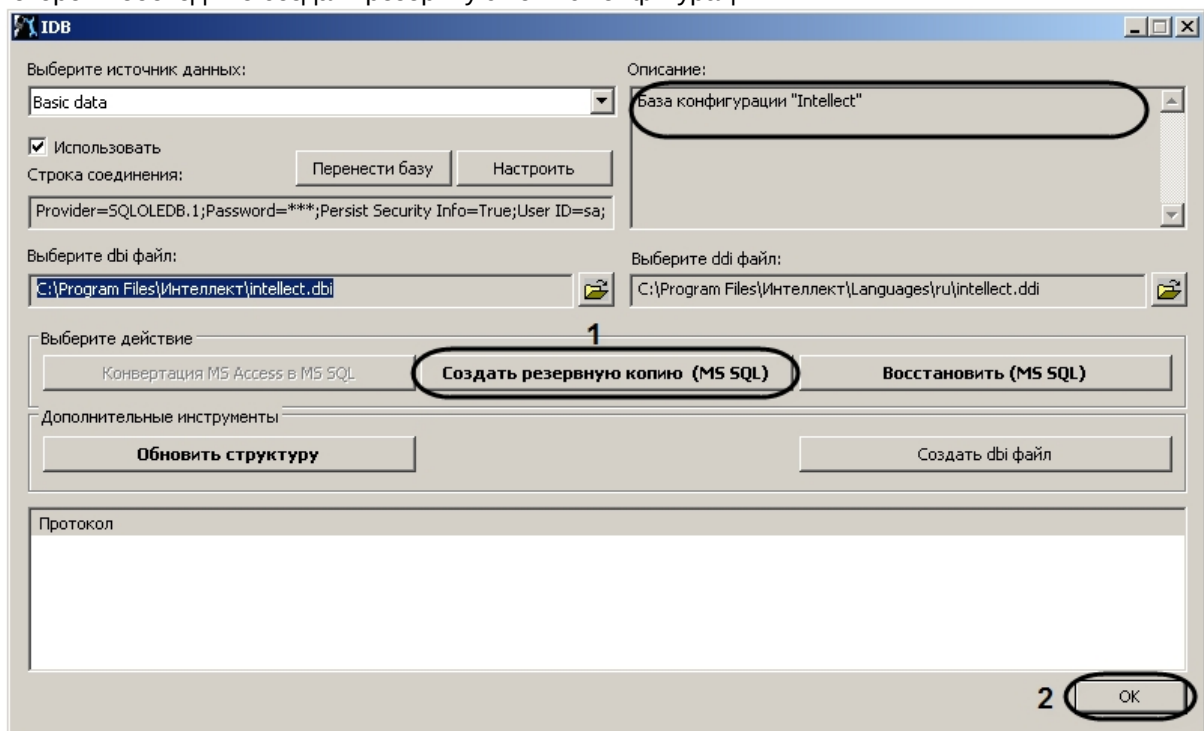 IDB
Выберите источник данных:
Описание:
Basic data
База конфигурации "Intellect"
Использовать
Строка соединения:
Перенести базу
Настроить
Provider=SQLOLEDB.1;Password=***;Persist Security Info=True;User ID=sa;
Выберите dbi файл:
Выберите ddi файл:
C:\Program Files\Интеллект\intellect.dbi
C:\Program Files\Интеллект\Languages\ru\intellect.ddi
Выберите действие
1
Конвертация MS Access в MS SQL
Создать резервную копию (MS SQL)
Восстановить (MS SQL)
Дополнительные инструменты
Обновить структуру
Создать dbi файл
Протокол
2
OK